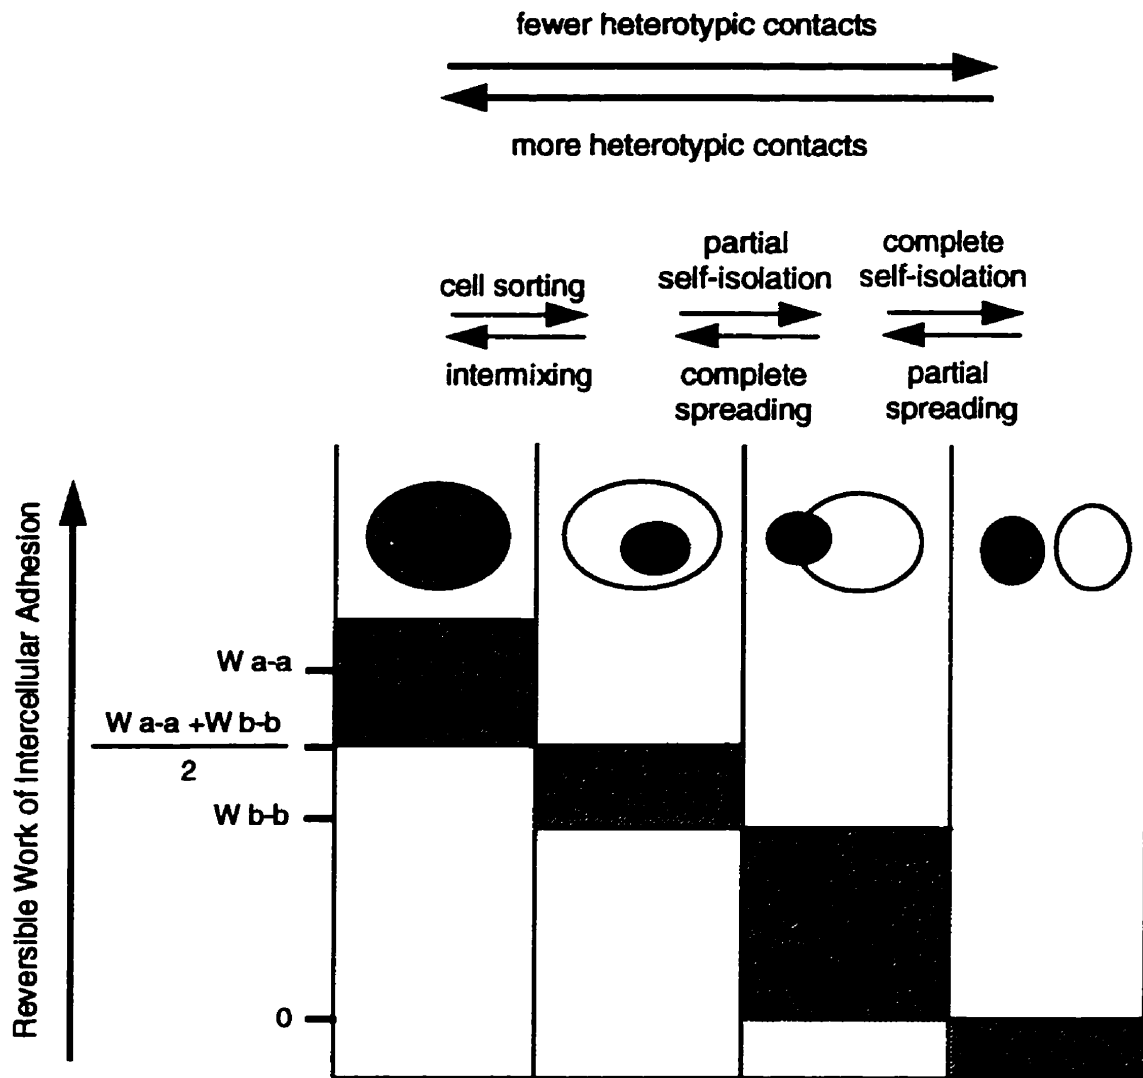 fewer heterotypic contacts
more heterotypic contacts
partial
self-isolation
complete
self-isolation
cell sorting
intermixing
complete
spreading
partial
spreading
Reversible Work of Intercellular Adhesion
W a-a
W a-a +W b-b
2
W b-b
0